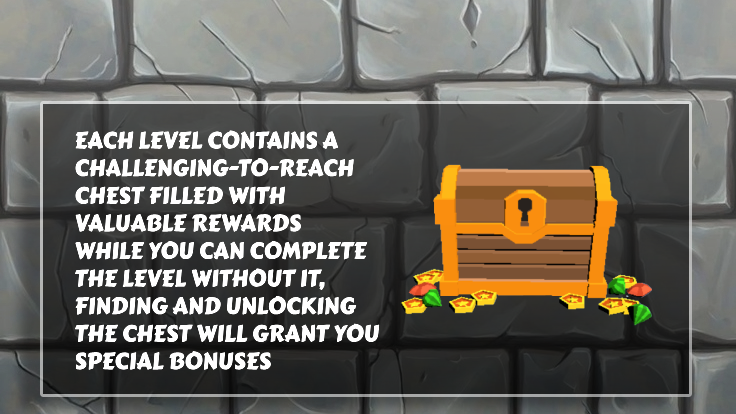 EACH LEVEL CONTAINS A
CHALLENGING-TO-REACH
CHEST FILLED WITH
VALUABLE REWARDS
WHILE YOU CAN COMPLETE
THE LEVEL WITHOUT IT,
FINDING AND UNLOCKING
THE CHEST WILL GRANT YOU
SPECIAL BONUSES